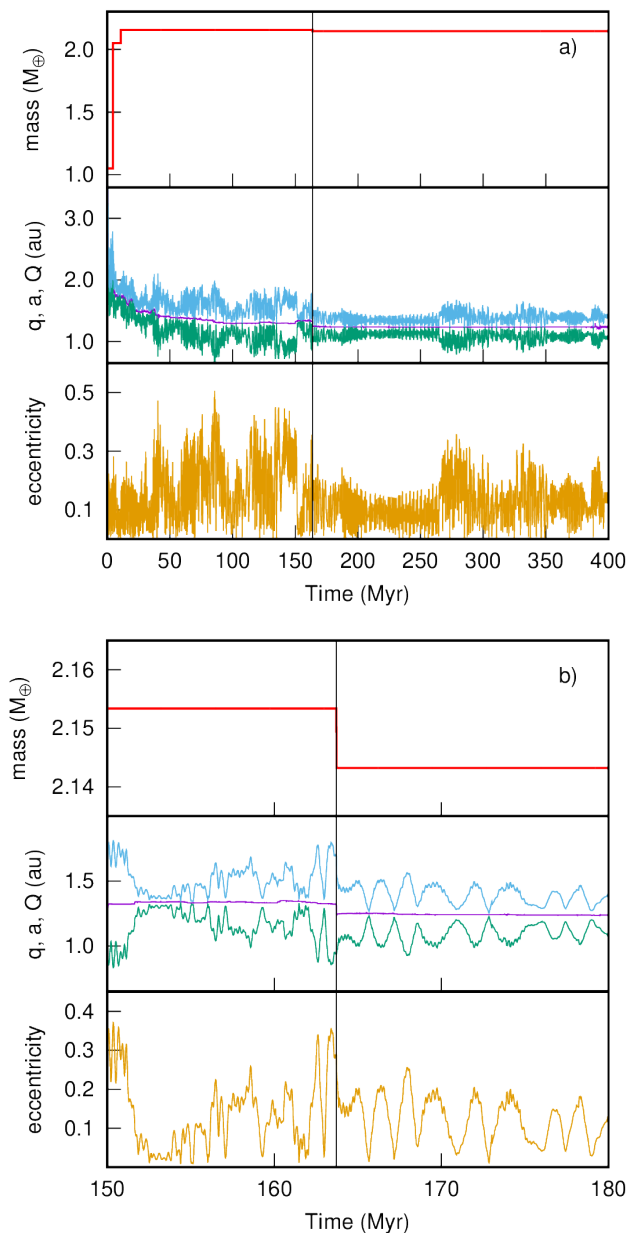 a)
mass (M⊕)
2.0
1.5
1.0
q, a, Q (au)
3.0
2.0
1.0
eccentricity
0.5
0.3
0.1
0 50 100 150 200 250 300 350 400
Time (Myr)
b)
mass (M⊕)
2.16
2.15
2.14
q, a, Q (au)
1.5
1.0
eccentricity
0.4
0.3
0.2
0.1
150 160 170 180
Time (Myr)